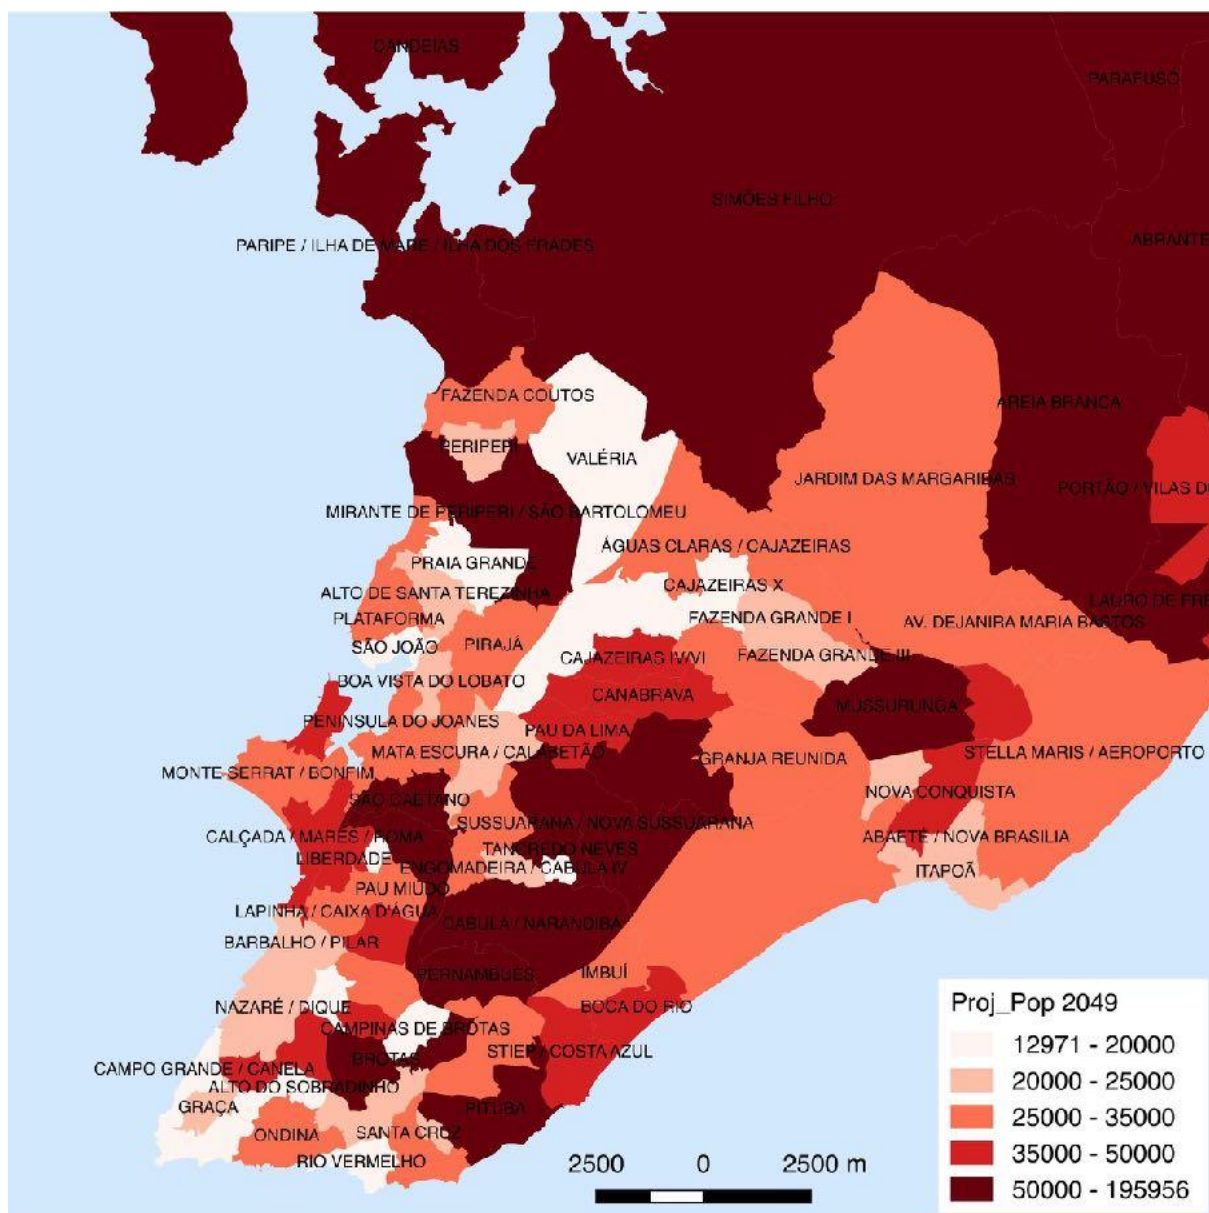 CANDEIAS
PARAFUSO
SIMÕES FILHO
PARIPE / ILHA DE MARE / ILHA DOS FRADES
ABRANTE
FAZENDA COUTOS
AREIA BRANCA
PERIPERI
VALÉRIA
JARDIM DAS MARGARIDAS
PORTÃO / VILAS D
MIRANTE DE PERIPERI / SÃO BARTOLOMEU
ÁGUAS CLARAS / CAJAZEIRAS
PRAIA GRANDE
CAJAZEIRAS X
ALTO DE SANTA TEREZINHA
LAURO DE FRE
PLATAFORMA
FAZENDA GRANDE I
AV. DEJANIRA MARIA BASTOS
SÃO JOÃO
PIRAJÁ
CAJAZEIRAS IV/VI
FAZENDA GRANDE III
BOA VISTA DO LOBATO
CANABRAVA
MUSSURUNGA
PENINSULA DO JOANES
PAU DA LIMA
MATA ESCURA / CALABETÃO
GRANJA REUNIDA
STELLA MARIS / AEROPORTO
MONTE SERRAT / BONFIM
NOVA CONQUISTA
SÃO CAETANO
SUSSUARANA / NOVA SUSSUARANA
CALÇADA / MARES / ROMA
ABAETÉ / NOVA BRASILIA
TANCREDO NEVES
LIBERDADE
ENGOMADEIRA / CABULA IV
ITAPOÃ
PAU MIÚDO
LAPINHA / CAIXA D'ÁGUA
CABULA / NARANDIBA
BARBALHO / PILAR
PERNAMBUÉS
IMBUÍ
NAZARÉ / DIQUE
BOCA DO RIO
CAMPINAS DE BRÓTAS
STIEP / COSTA AZUL
BROTAS
CAMPO GRANDE / CANELA
ALTO DO SOBRADINHO
GRAÇA
PITUBA
ONDINA
SANTA CRUZ
RIO VERMELHO
2500 0 2500 m
Proj_Pop 2049
12971 - 20000
20000 - 25000
25000 - 35000
35000 - 50000
50000 - 195956